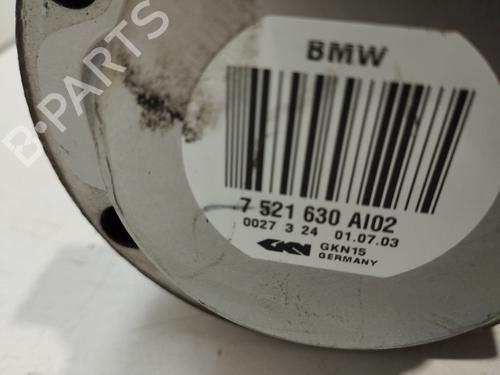 BMW
7 521 630 AI02
0027 3 24 01.07.03
GKN
GKN15
GERMANY
B-PARTS